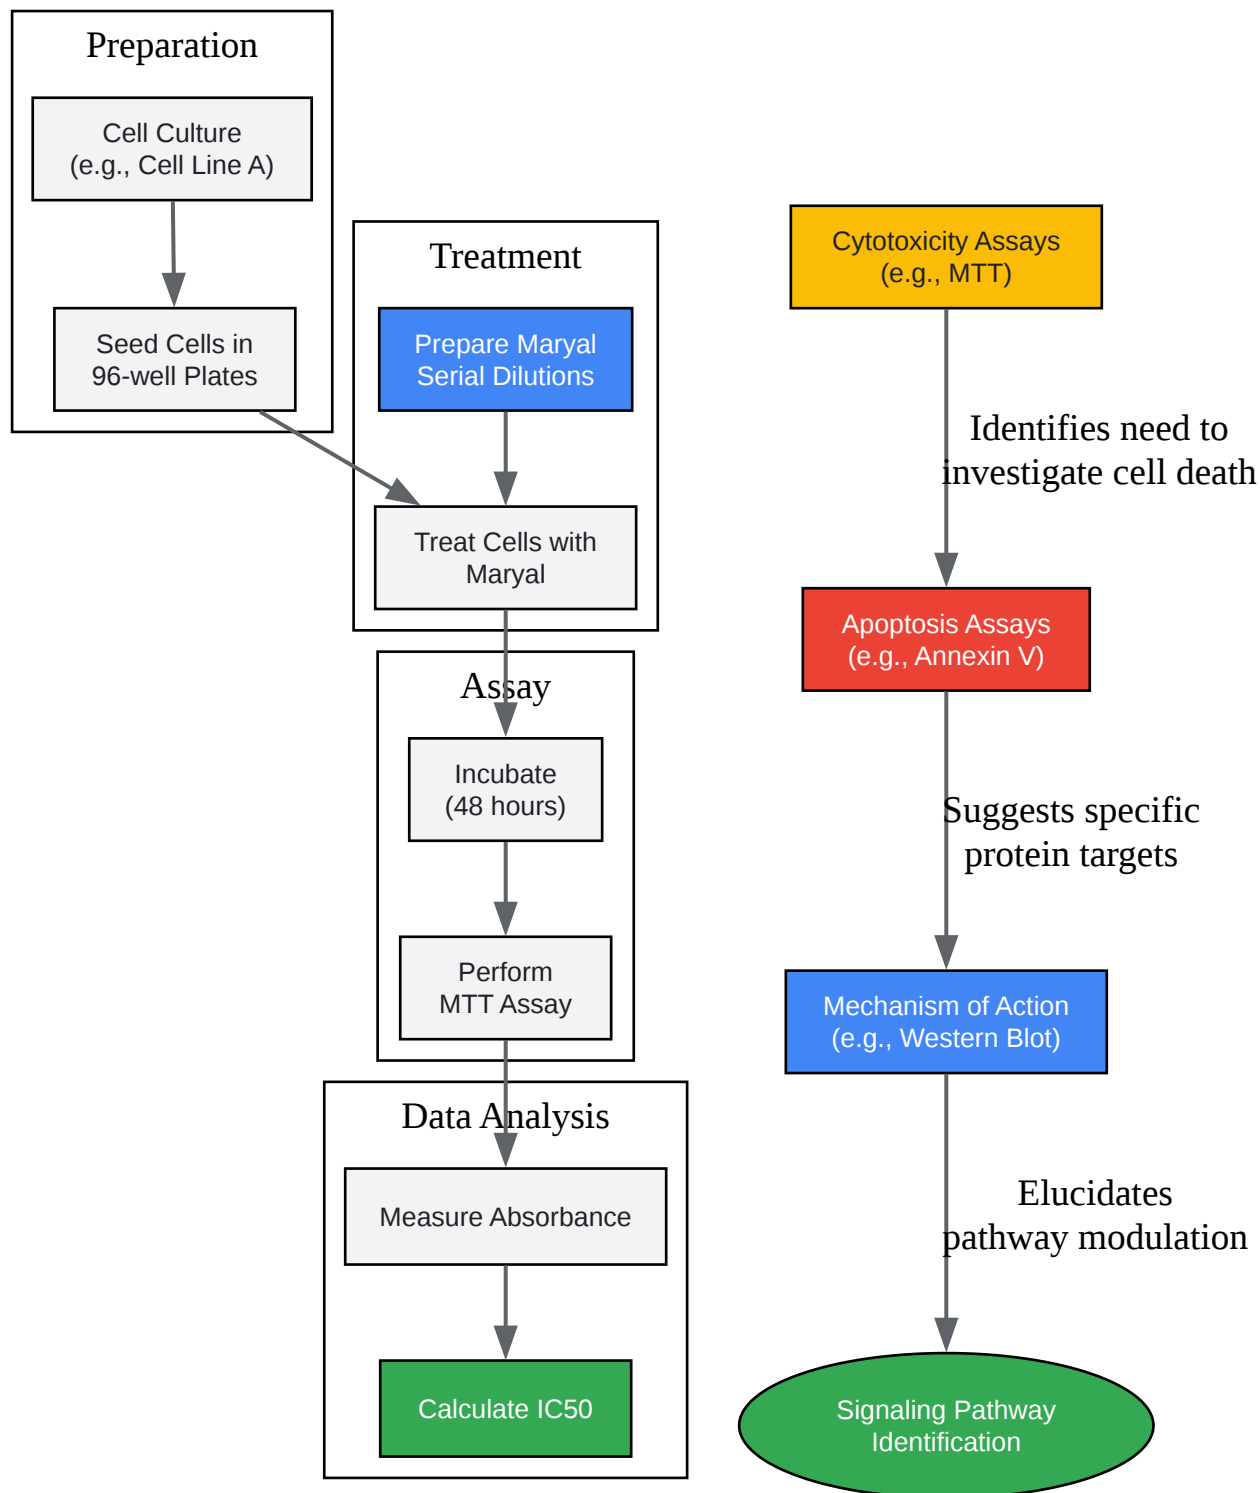 Preparation
Cell Culture
(e.g., Cell Line A)
Seed Cells in
96-well Plates
Treatment
Prepare Maryal
Serial Dilutions
Treat Cells with
Maryal
Assay
Incubate
(48 hours)
Perform
MTT Assay
Data Analysis
Measure Absorbance
Calculate IC50
Cytotoxicity Assays
(e.g., MTT)
Identifies need to
investigate cell death
Apoptosis Assays
(e.g., Annexin V)
Suggests specific
protein targets
Mechanism of Action
(e.g., Western Blot)
Elucidates
pathway modulation
Signaling Pathway
Identification